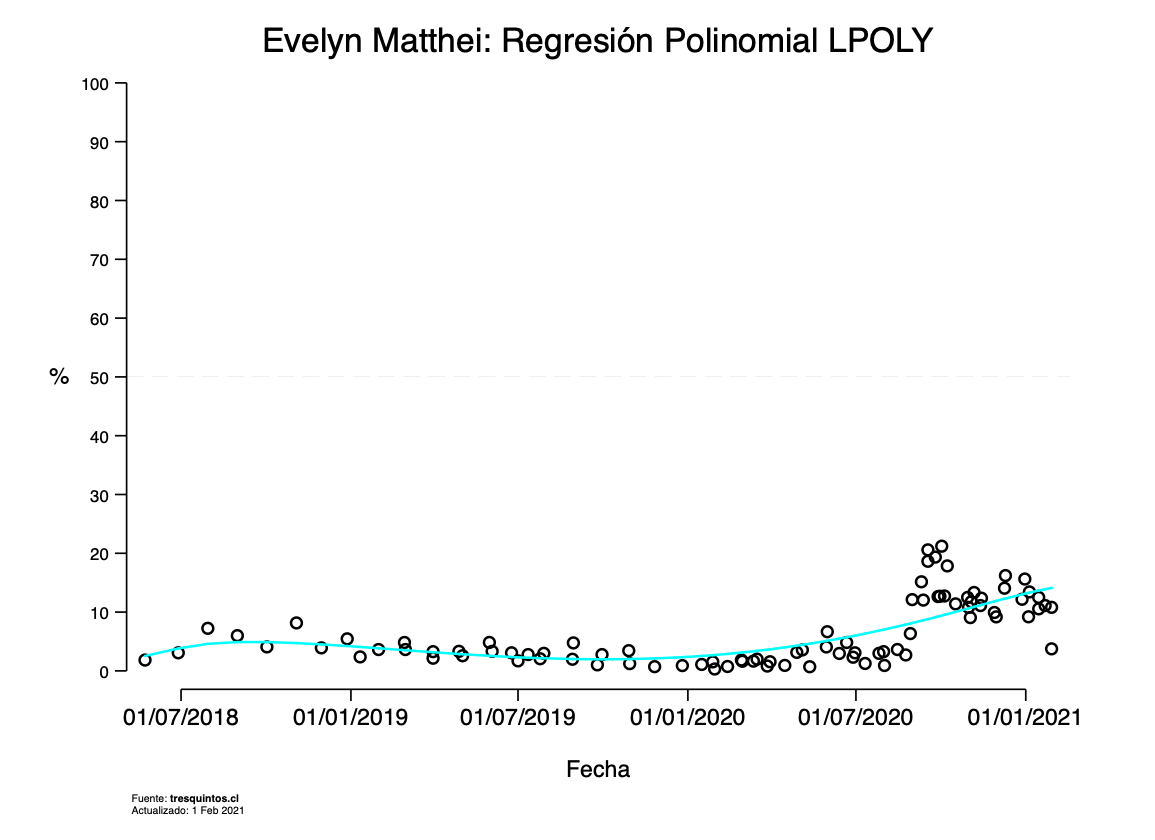 Evelyn Matthei: Regresión Polinomial LPOLY
100
90
80
70
60
%
50
40
30
20
10
0
01/07/2018 01/01/2019 01/07/2019 01/01/2020 01/07/2020 01/01/2021
Fecha
Fuente: tresquintos.cl
Actualizado: 1 Feb 2021